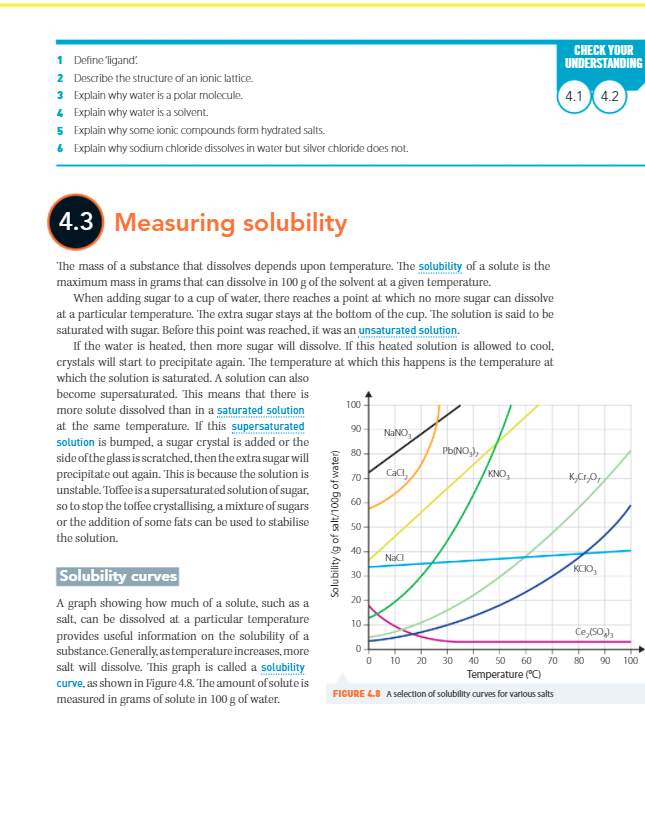 CHECK YOUR
UNDERSTANDING
4.1 4.2
1 Define 'ligand'.
2 Describe the structure of an ionic lattice.
3 Explain why water is a polar molecule.
4 Explain why water is a solvent.
5 Explain why some ionic compounds form hydrated salts.
6 Explain why sodium chloride dissolves in water but silver chloride does not.
4.3 Measuring solubility
The mass of a substance that dissolves depends upon temperature. The solubility of a solute is the
maximum mass in grams that can dissolve in 100 g of the solvent at a given temperature.
When adding sugar to a cup of water, there reaches a point at which no more sugar can dissolve
at a particular temperature. The extra sugar stays at the bottom of the cup. The solution is said to be
saturated with sugar. Before this point was reached, it was an unsaturated solution.
If the water is heated, then more sugar will dissolve. If this heated solution is allowed to cool,
crystals will start to precipitate again. The temperature at which this happens is the temperature at
which the solution is saturated. A solution can also
become supersaturated. This means that there is
more solute dissolved than in a saturated solution
at the same temperature. If this supersaturated
solution is bumped, a sugar crystal is added or the
side of the glass is scratched, then the extra sugar will
precipitate out again. This is because the solution is
unstable. Toffee is a supersaturated solution of sugar,
so to stop the toffee crystallising, a mixture of sugars
or the addition of some fats can be used to stabilise
the solution.
Solubility curves
A graph showing how much of a solute, such as a
salt, can be dissolved at a particular temperature
provides useful information on the solubility of a
substance. Generally, as temperature increases, more
salt will dissolve. This graph is called a solubility
curve, as shown in Figure 4.8. The amount of solute is
measured in grams of solute in 100 g of water.
Solubility (g of salt/100g of water)
100
90
80
70
60
50
40
30
20
10
0
NaNO₃
CaCl₂
Pb(NO₃)₂
KNO₃
K₂Cr₂O₇
NaCl
KClO₃
Ce₂(SO₄)₃
0 10 20 30 40 50 60 70 80 90 100
Temperature (°C)
FIGURE 4.8 A selection of solubility curves for various salts